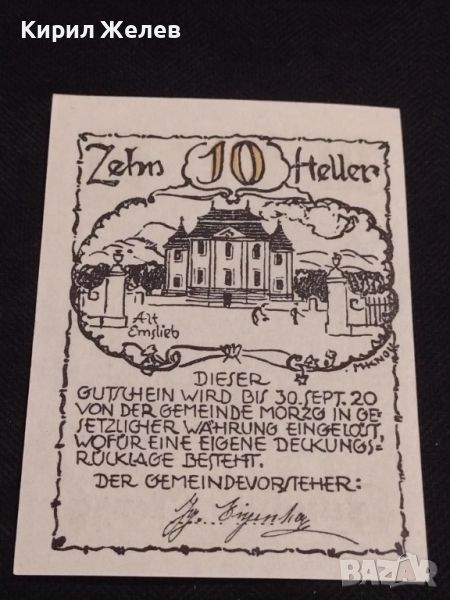 Кирил Желев
Zehn 10 Heller
Alt
Emslieb
DIESER
GUTSCHEIN WIRD BIS 30. SEPT. 20
VON DER GEMEINDE MORZG IN GE=
SETZLICHER WÄHRUNG EINGELÖST,
WOFÜR EINE EIGENE DECKUNGS=
RÜCKLAGE BESTEHT.
DER GEMEINDEVORSTEHER:
BAZAR